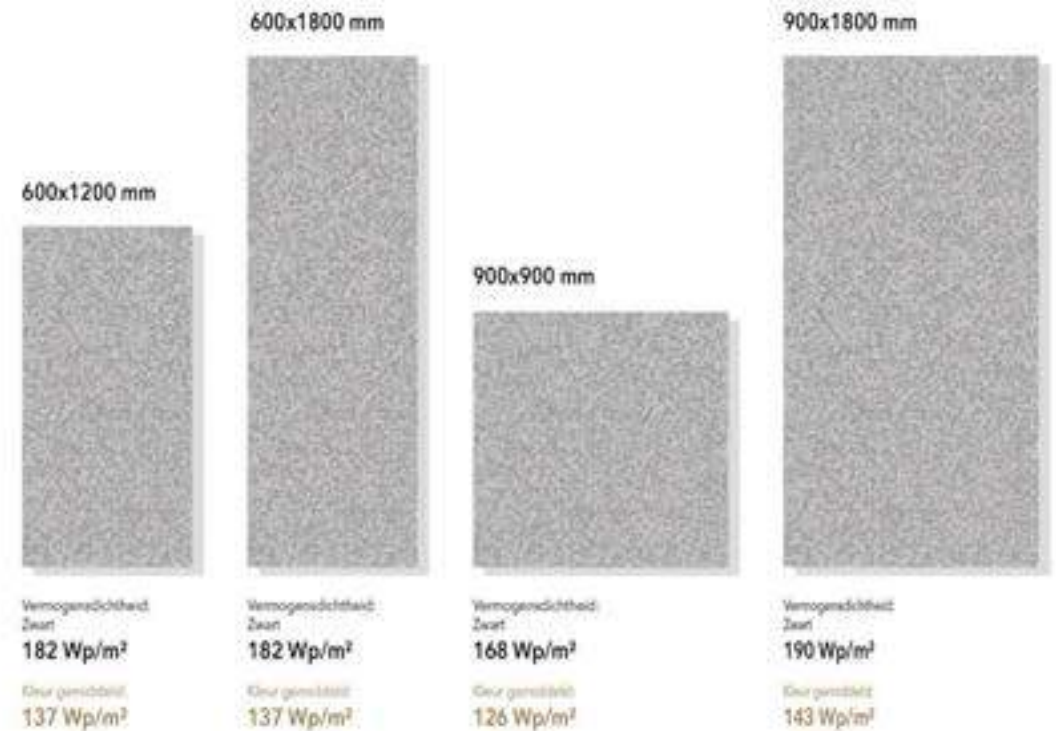 600x1200 mm
Vermogensdichtheid:
Zwart
182 Wp/m²
Kleur gemiddeld:
137 Wp/m²
600x1800 mm
Vermogensdichtheid:
Zwart
182 Wp/m²
Kleur gemiddeld:
137 Wp/m²
900x900 mm
Vermogensdichtheid:
Zwart
168 Wp/m²
Kleur gemiddeld:
126 Wp/m²
900x1800 mm
Vermogensdichtheid:
Zwart
190 Wp/m²
Kleur gemiddeld:
143 Wp/m²